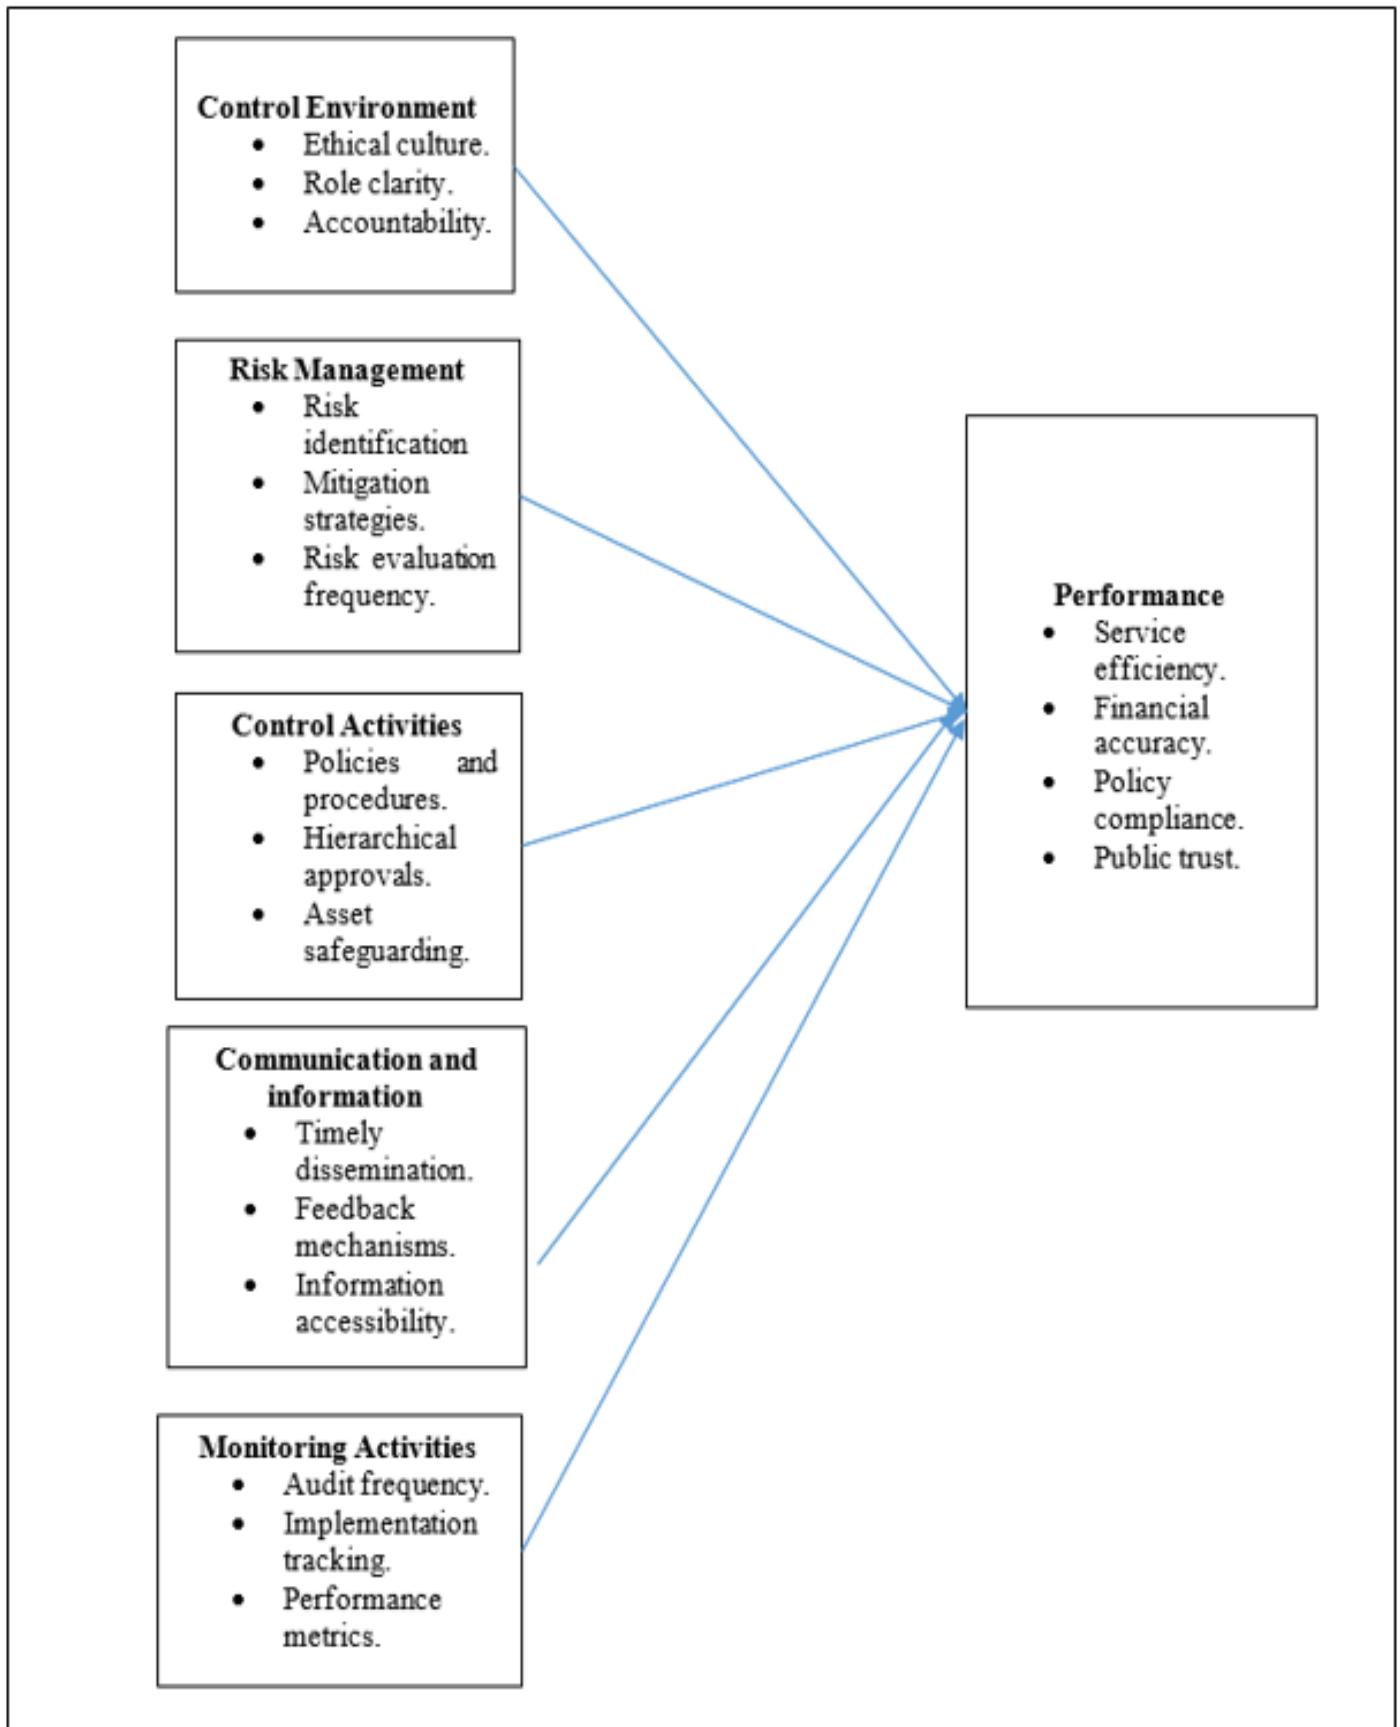 Control Environment
• Ethical culture.
• Role clarity.
• Accountability.
Risk Management
• Risk
identification
• Mitigation
strategies.
• Risk evaluation
frequency.
Control Activities
• Policies and
procedures.
• Hierarchical
approvals.
• Asset
safeguarding.
Communication and
information
• Timely
dissemination.
• Feedback
mechanisms.
• Information
accessibility.
Monitoring Activities
• Audit frequency.
• Implementation
tracking.
• Performance
metrics.
Performance
• Service
efficiency.
• Financial
accuracy.
• Policy
compliance.
• Public trust.